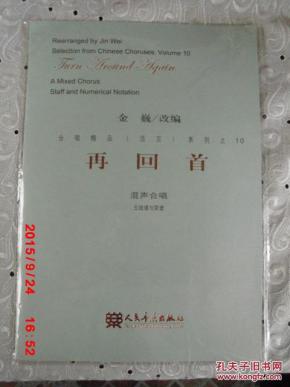 Rearranged by Jin Wei
Selection from Chinese Choruses, Volume 10
Turn Around Again
A Mixed Chorus
Staff and Numerical Notation
金 巍/改编
合唱精品(活页)系列之10
再回首
混声合唱
五线谱与简谱
人民音乐出版社
2015/9/24
16:52
孔夫子旧书网